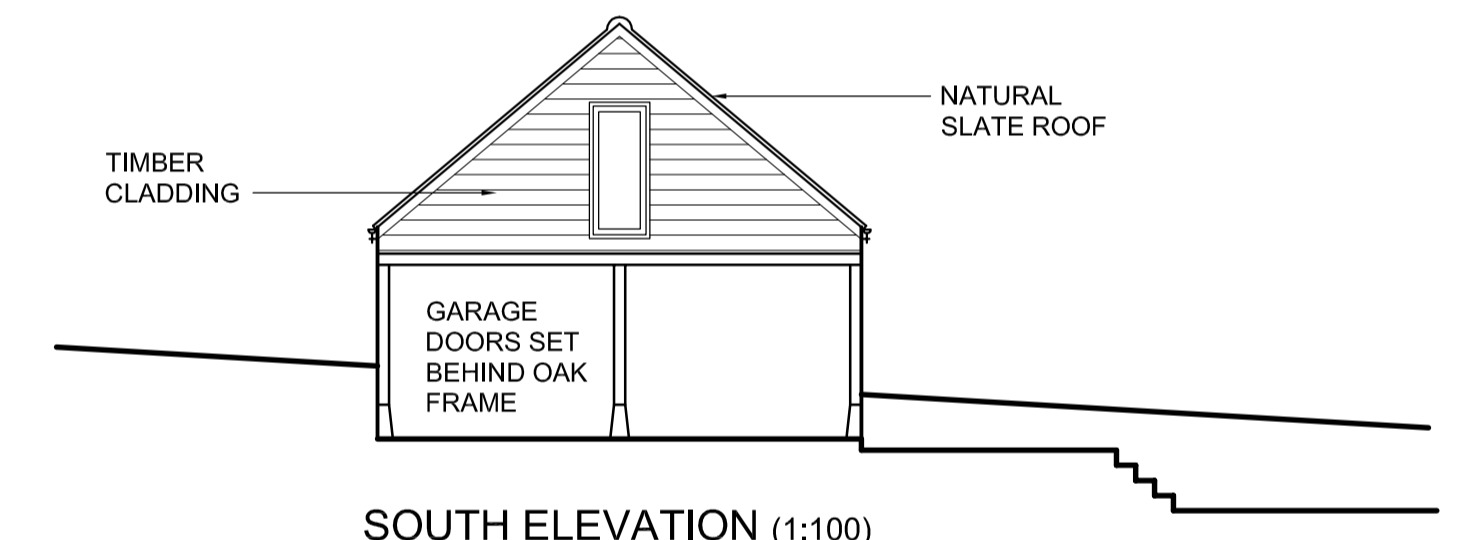 NATURAL
SLATE ROOF
TIMBER
CLADDING
GARAGE
DOORS SET
BEHIND OAK
FRAME
SOUTH ELEVATION (1:100)